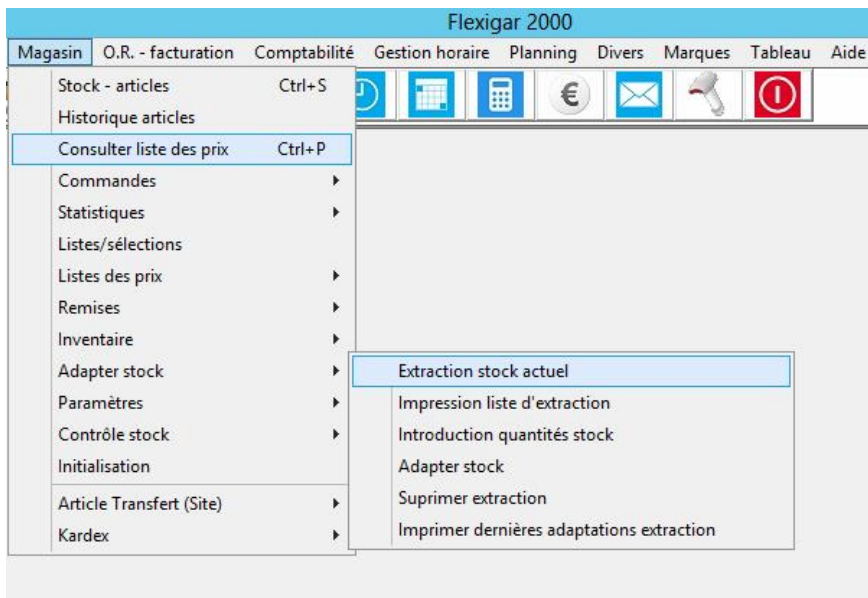 Flexigar 2000
Magasin O.R. - facturation Comptabilité Gestion horaire Planning Divers Marques Tableau Aide
Stock - articles Ctrl+S
Historique articles
Consulter liste des prix Ctrl+P
Commandes
Statistiques
Listes/sélections
Listes des prix
Remises
Inventaire
Adapter stock
Paramètres
Contrôle stock
Initialisation
Article Transfert (Site)
Kardex
Extraction stock actuel
Impression liste d'extraction
Introduction quantités stock
Adapter stock
Suprimer extraction
Imprimer dernières adaptations extraction